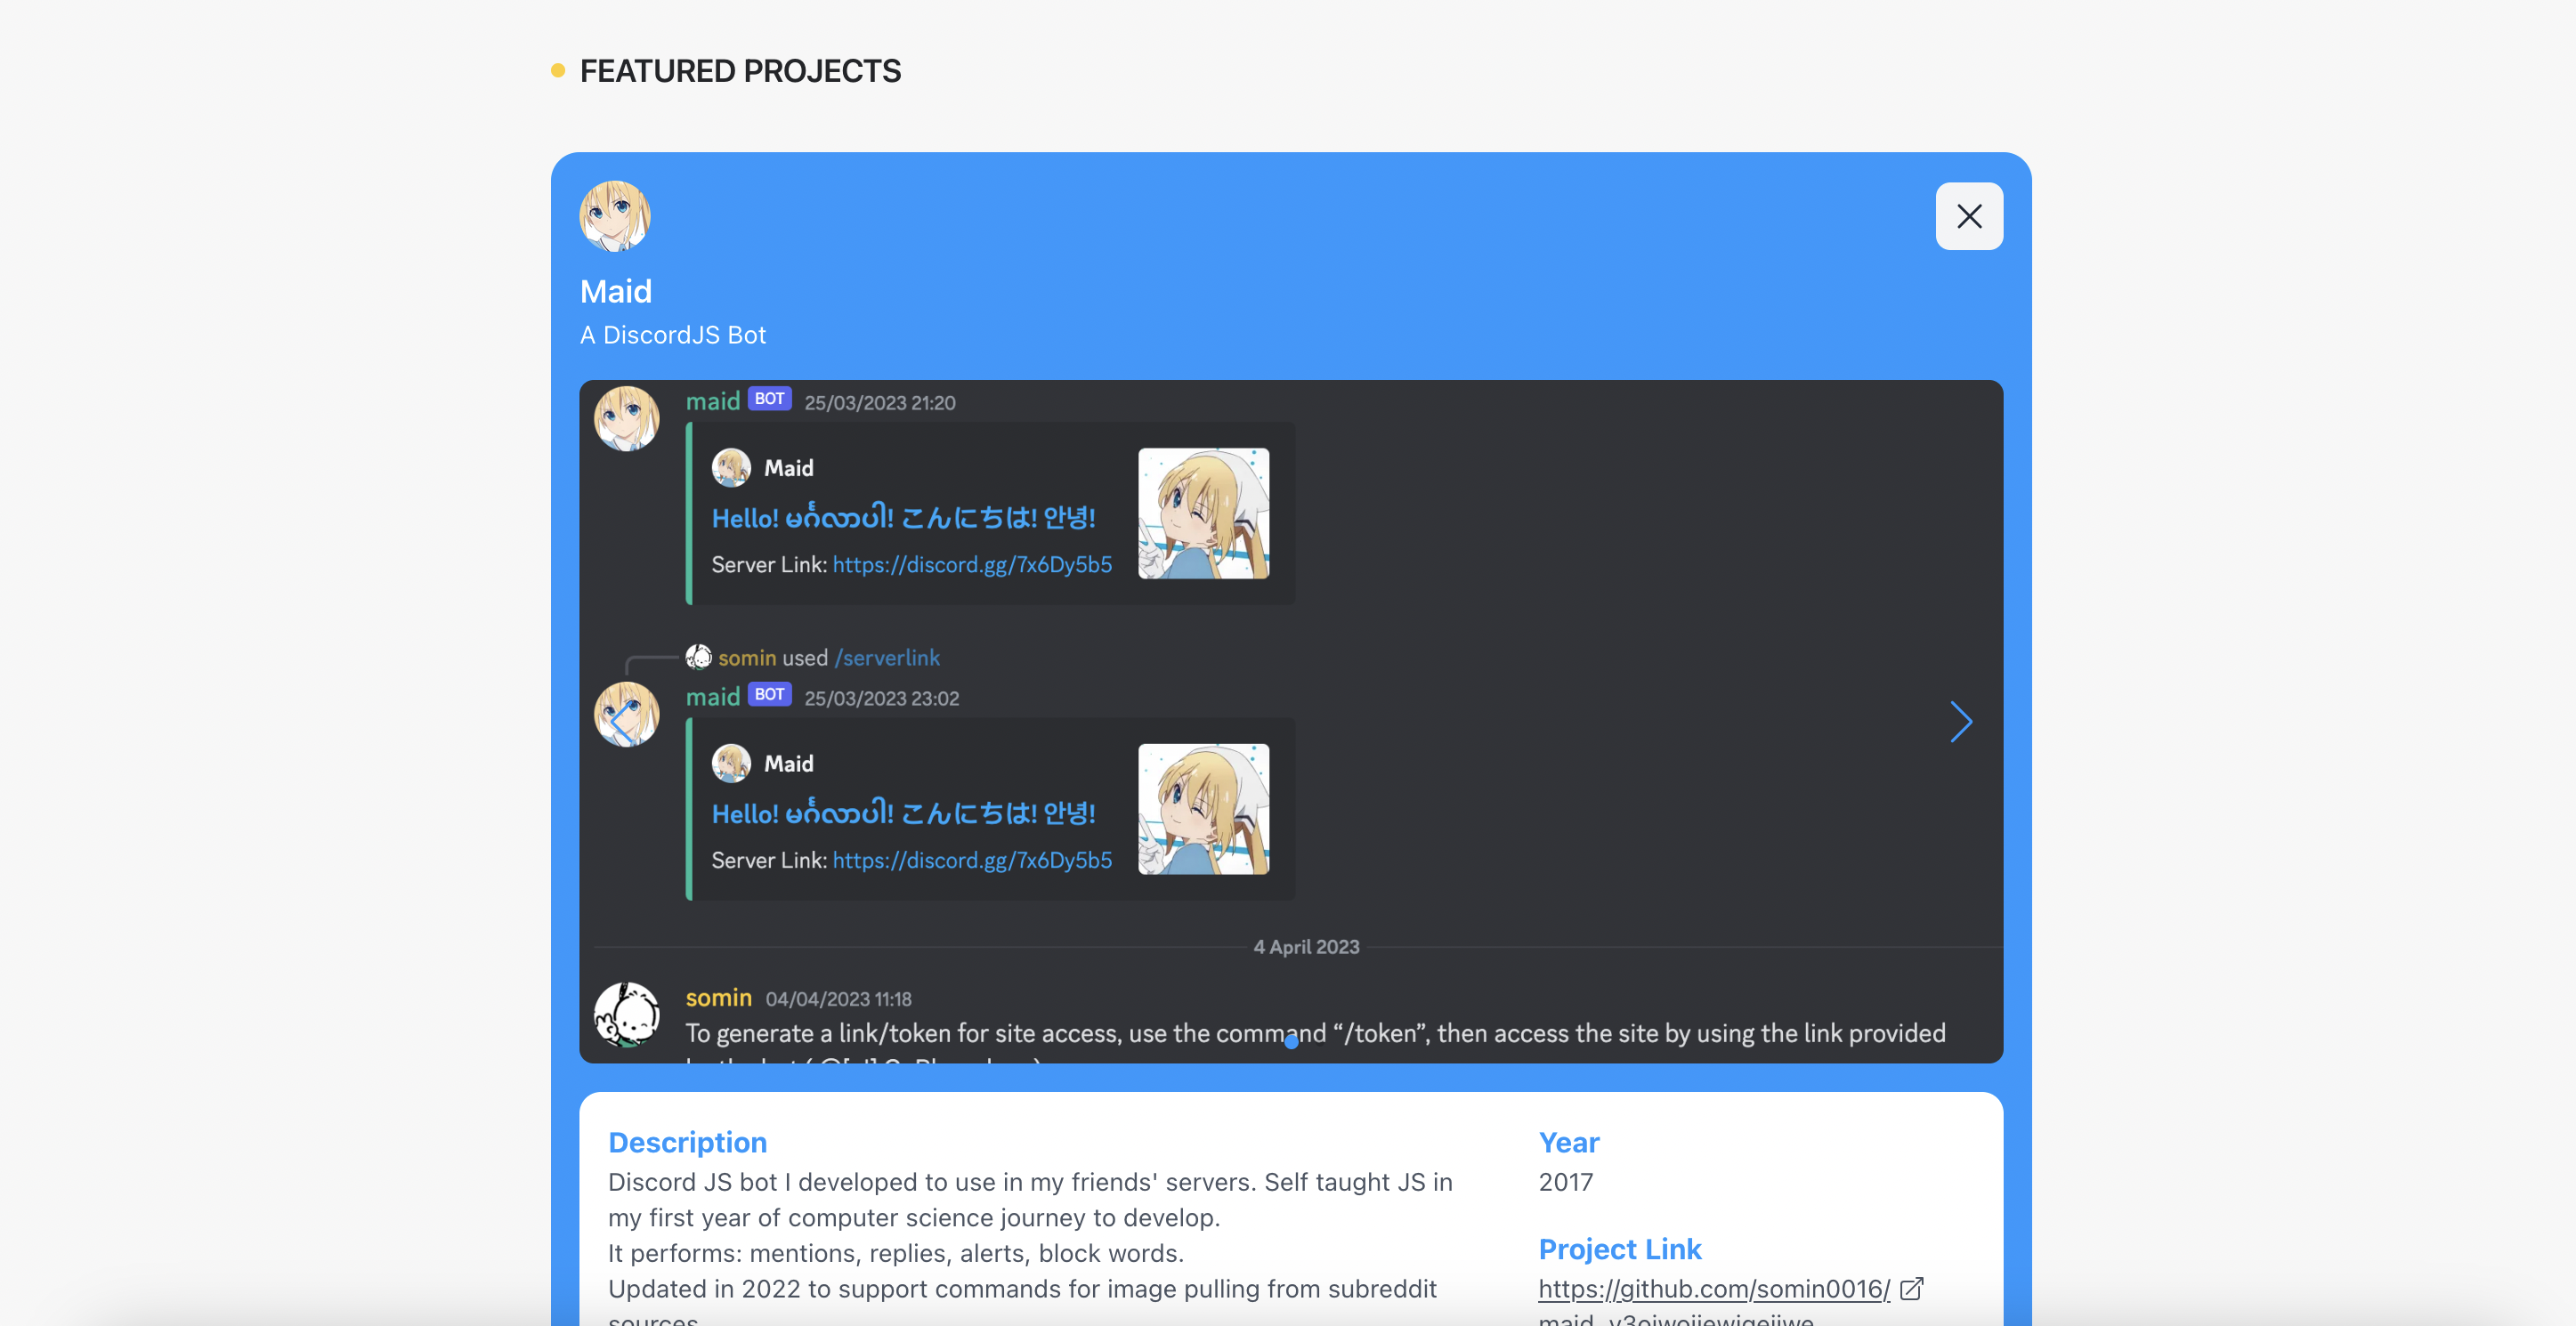 FEATURED PROJECTS
Maid
A DiscordJS Bot
maid BOT 25/03/2023 21:20
Maid
Hello! မင်္ဂလာပါ! こんにちは! 안녕!
Server Link: https://discord.gg/7x6Dy5b5
somin used /serverlink
maid BOT 25/03/2023 23:02
Maid
Hello! မင်္ဂလာပါ! こんにちは! 안녕!
Server Link: https://discord.gg/7x6Dy5b5
4 April 2023
somin 04/04/2023 11:18
To generate a link/token for site access, use the command “/token”, then access the site by using the link provided
Description
Discord JS bot I developed to use in my friends' servers. Self taught JS in
my first year of computer science journey to develop.
It performs: mentions, replies, alerts, block words.
Updated in 2022 to support commands for image pulling from subreddit
sources
Year
2017
Project Link
https://github.com/somin0016/